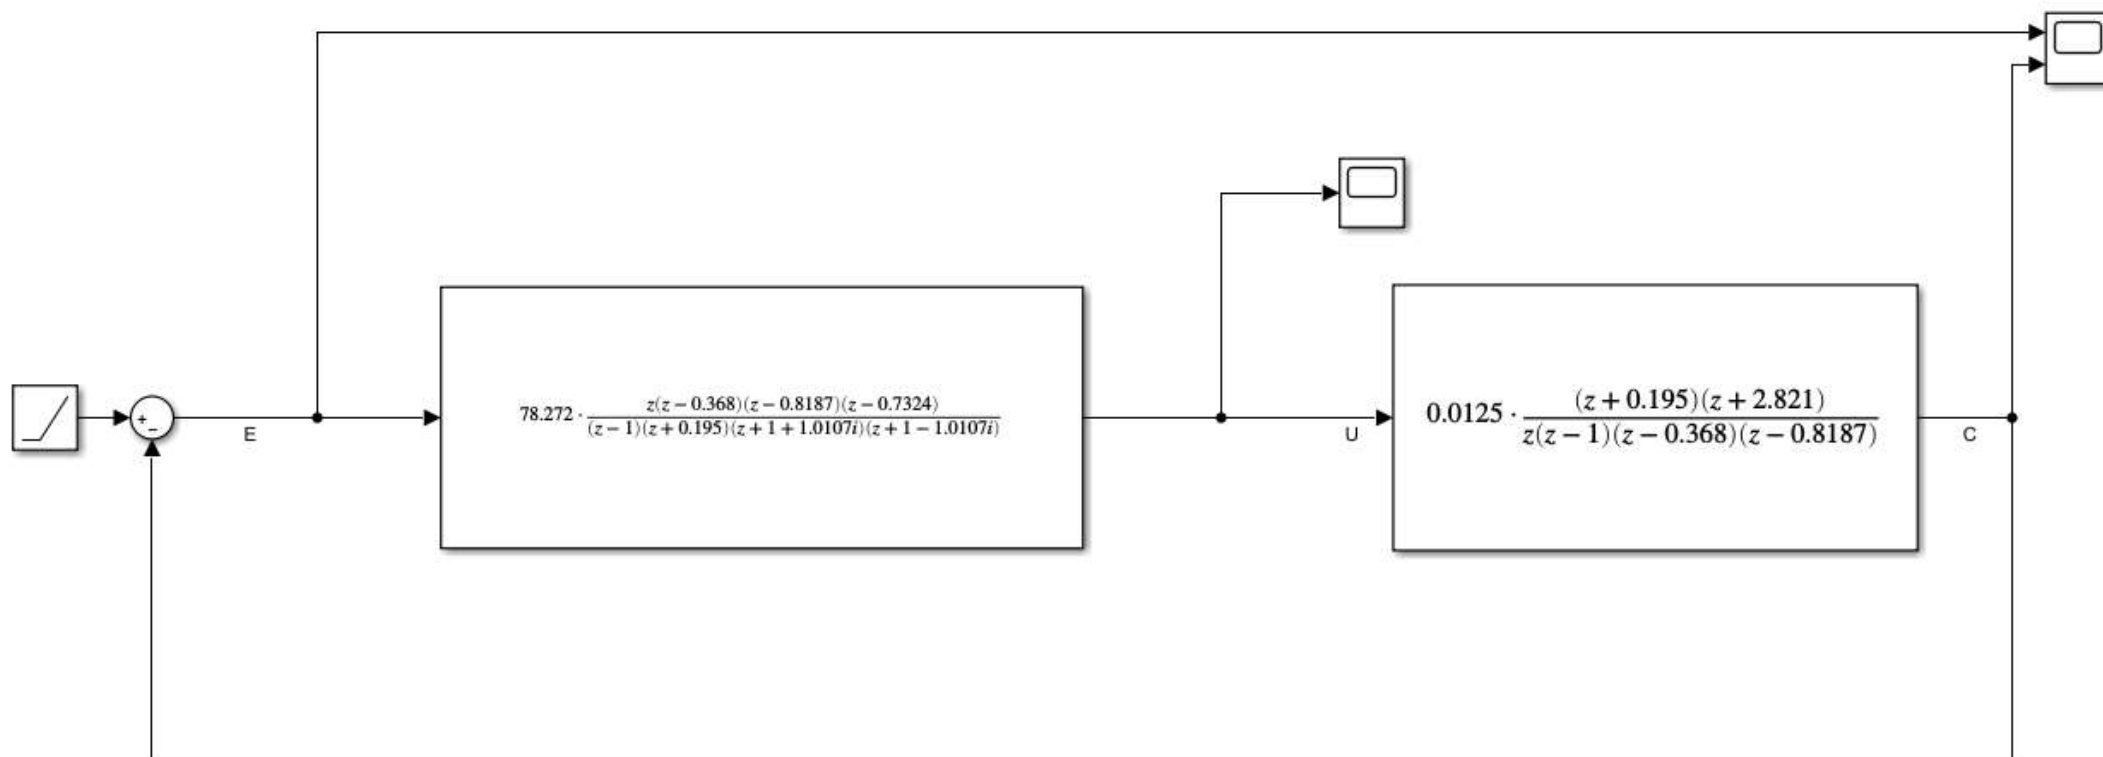 +
−
E
78.272 · z(z − 0.368)(z − 0.8187)(z − 0.7324) / (z − 1)(z + 0.195)(z + 1 + 1.0107i)(z + 1 − 1.0107i)
U
0.0125 · (z + 0.195)(z + 2.821) / z(z − 1)(z − 0.368)(z − 0.8187)
C